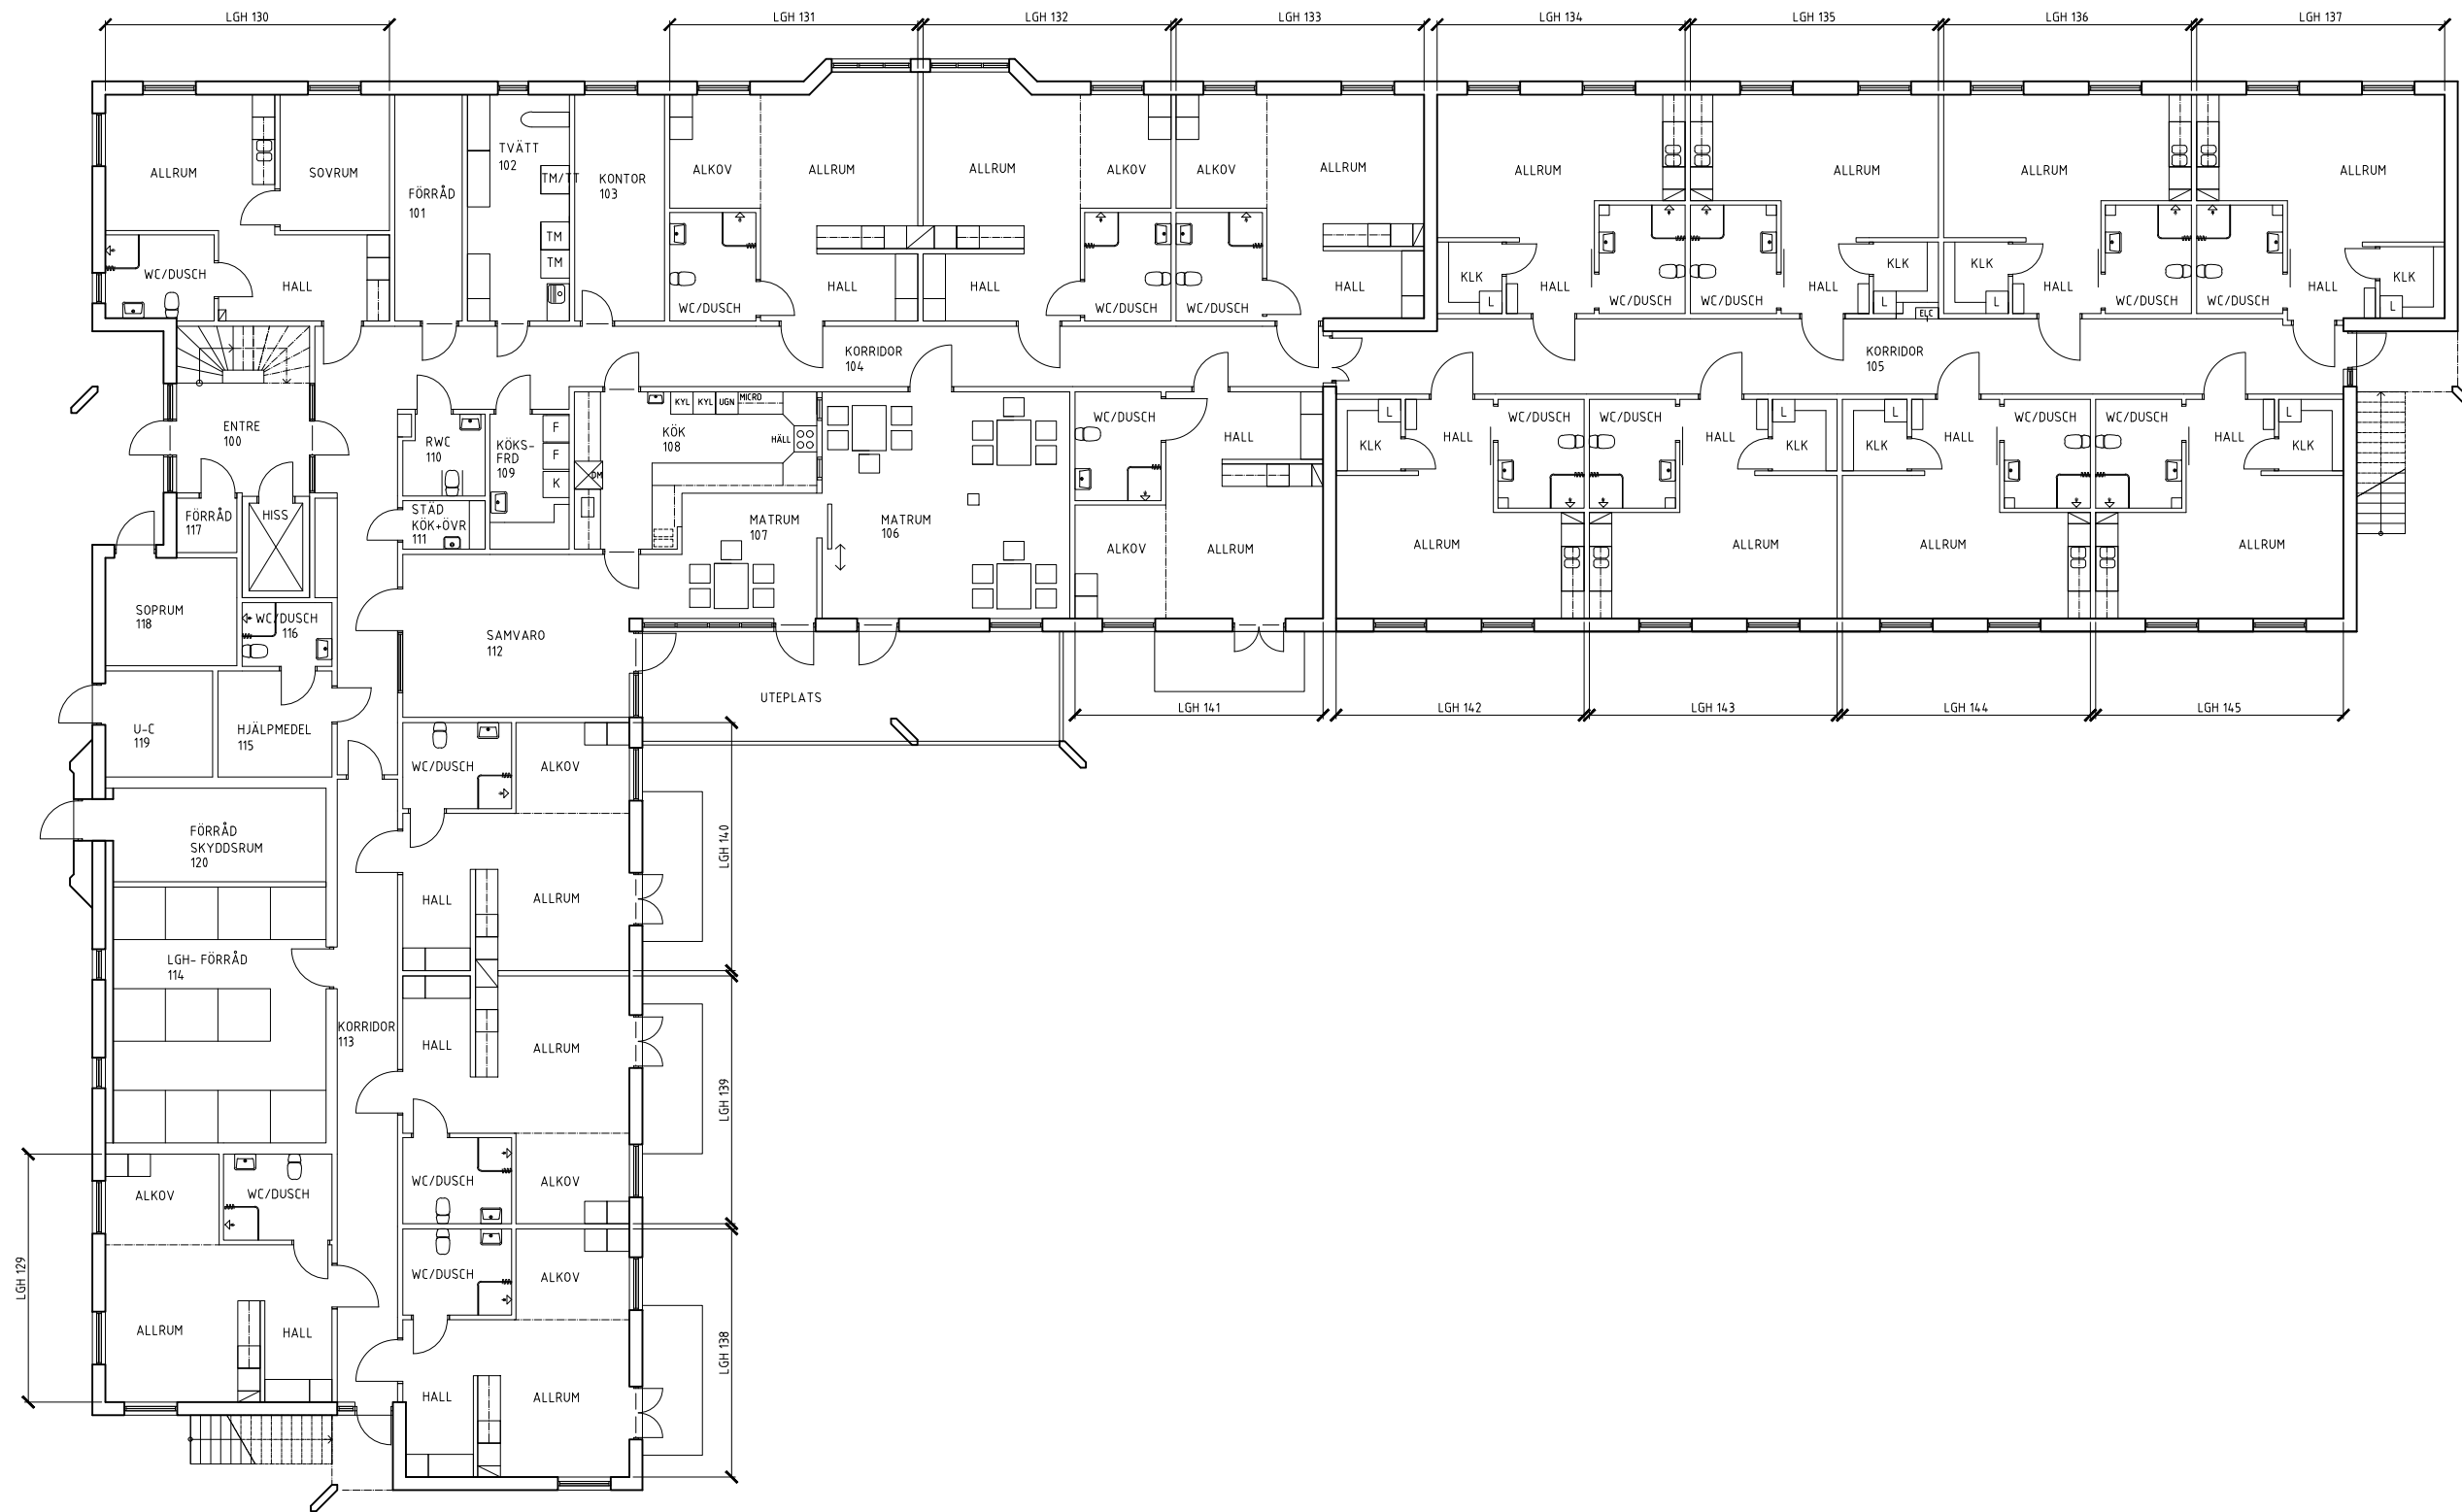 LGH 130
LGH 131
LGH 132
LGH 133
LGH 134
LGH 135
LGH 136
LGH 137
ALLRUM
SOVRUM
FÖRRÅD
101
TVÄTT
102
TM/TT
TM
TM
KONTOR
103
ALKOV
ALLRUM
ALLRUM
ALKOV
ALKOV
ALLRUM
ALLRUM
ALLRUM
ALLRUM
ALLRUM
WC/DUSCH
HALL
WC/DUSCH
HALL
HALL
WC/DUSCH
WC/DUSCH
HALL
KLK
L
HALL
WC/DUSCH
WC/DUSCH
HALL
KLK
L
ELC
KLK
L
HALL
WC/DUSCH
WC/DUSCH
HALL
KLK
L
KORRIDOR
104
KORRIDOR
105
ENTRE
100
RWC
110
KÖKS-
FRD
109
F
F
K
KYL
KYL
UGN
MICRO
KÖK
108
HÄLL
DM
WC/DUSCH
HALL
KLK
L
HALL
WC/DUSCH
WC/DUSCH
HALL
L
KLK
KLK
L
HALL
WC/DUSCH
WC/DUSCH
HALL
L
KLK
FÖRRÅD
117
HISS
STÄD
KÖK+ÖVR
111
MATRUM
107
MATRUM
106
ALKOV
ALLRUM
ALLRUM
ALLRUM
ALLRUM
ALLRUM
SOPRUM
118
WC/DUSCH
116
SAMVARO
112
UTEPLATS
LGH 141
LGH 142
LGH 143
LGH 144
LGH 145
U-C
119
HJÄLPMEDEL
115
WC/DUSCH
ALKOV
FÖRRÅD
SKYDDSRUM
120
LGH 140
HALL
ALLRUM
LGH- FÖRRÅD
114
KORRIDOR
113
HALL
ALLRUM
LGH 139
WC/DUSCH
ALKOV
ALKOV
WC/DUSCH
LGH 129
WC/DUSCH
ALKOV
ALLRUM
HALL
LGH 138
HALL
ALLRUM